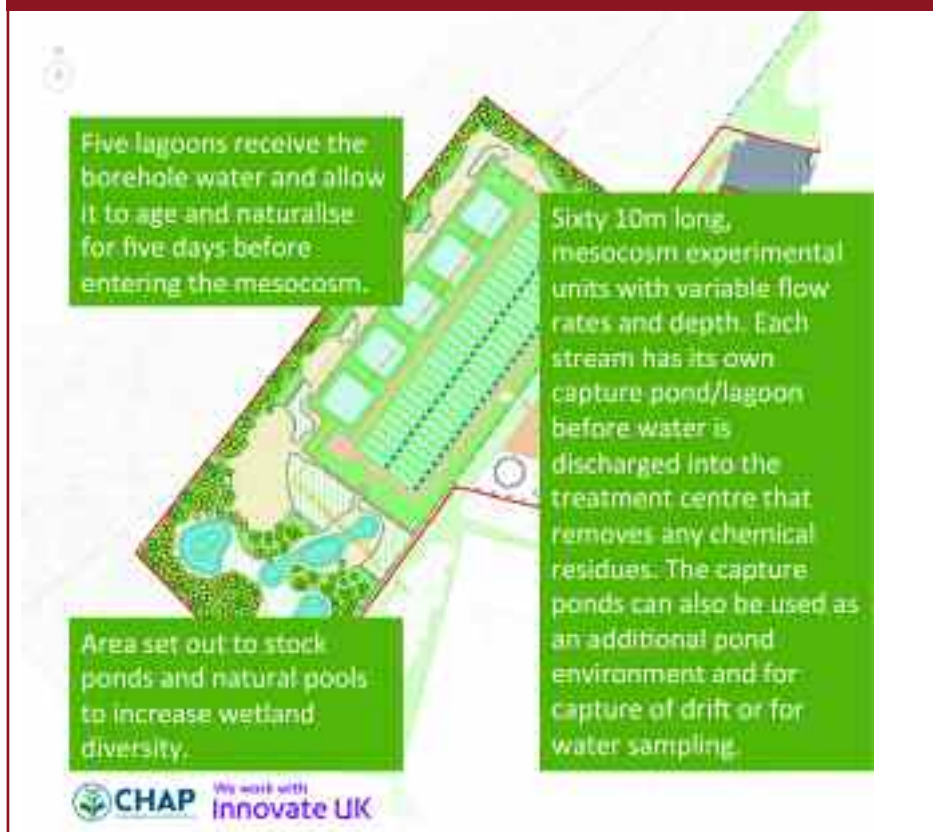 Five lagoons receive the
borehole water and allow
it to age and naturalise
for five days before
entering the mesocosm.
Sixty 10m long,
mesocosm experimental
units with variable flow
rates and depth. Each
stream has its own
capture pond/lagoon
before water is
discharged into the
treatment centre that
removes any chemical
residues. The capture
ponds can also be used as
an additional pond
environment and for
capture of drift or for
water sampling.
Area set out to stock
ponds and natural pools
to increase wetland
diversity.
CHAP
We work with
Innovate UK